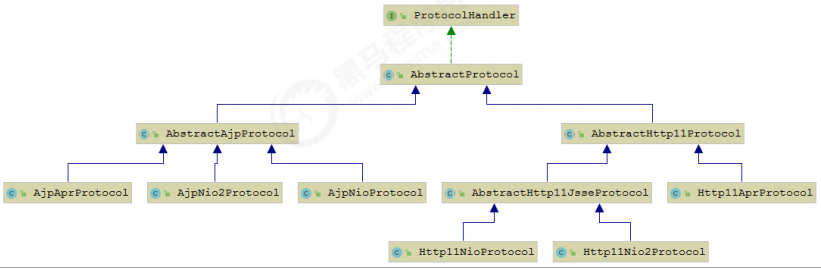 ProtocolHandler
AbstractProtocol
AbstractAjpProtocol
AbstractHttp11Protocol
AjpAprProtocol
AjpNio2Protocol
AjpNioProtocol
AbstractHttp11JsseProtocol
Http11AprProtocol
Http11NioProtocol
Http11Nio2Protocol